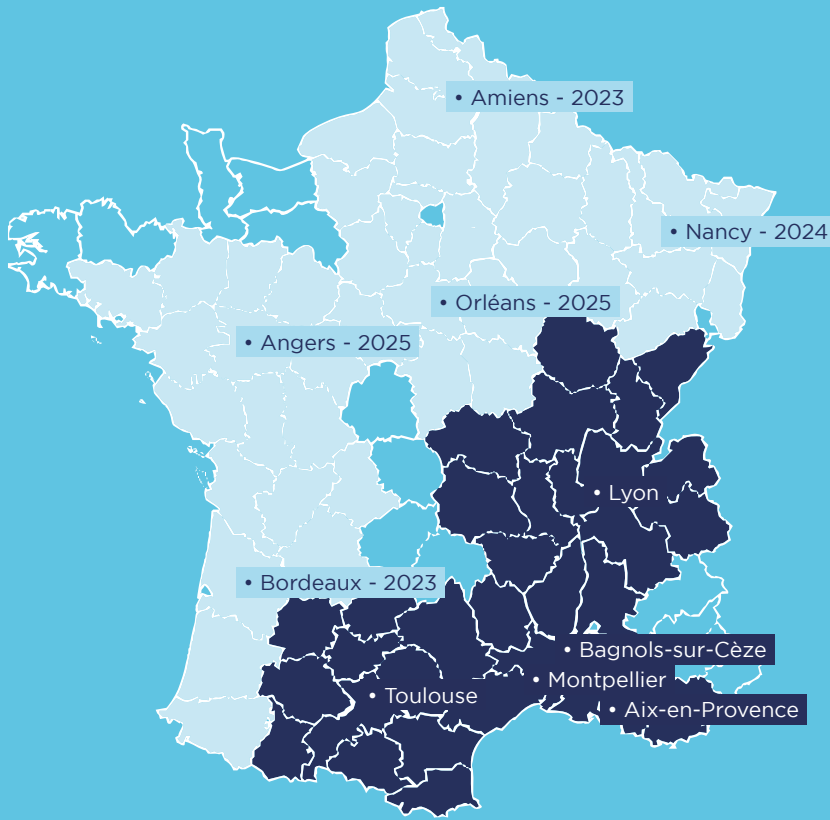 • Amiens - 2023
• Nancy - 2024
• Orléans - 2025
• Angers - 2025
• Lyon
• Bordeaux - 2023
• Bagnols-sur-Cèze
• Montpellier
• Toulouse
• Aix-en-Provence